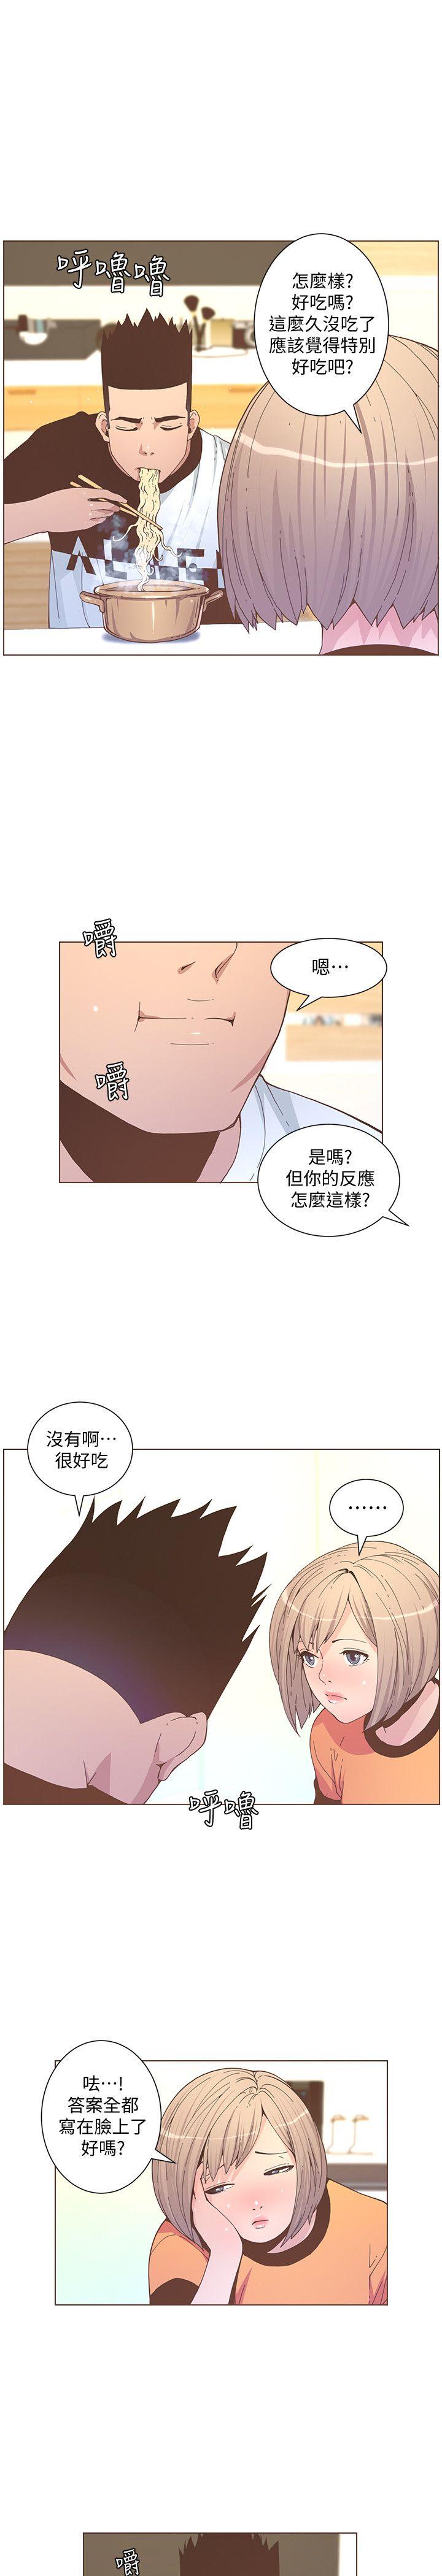 呼嚕嚕
怎麼樣?
好吃嗎?
這麼久沒吃了
應該覺得特別
好吃吧?
嚼
嗯…
嚼
是嗎?
但你的反應
怎麼這樣?
沒有啊…
很好吃
……
呼嚕
呿…!
答案全都
寫在臉上了
好嗎?
嚼